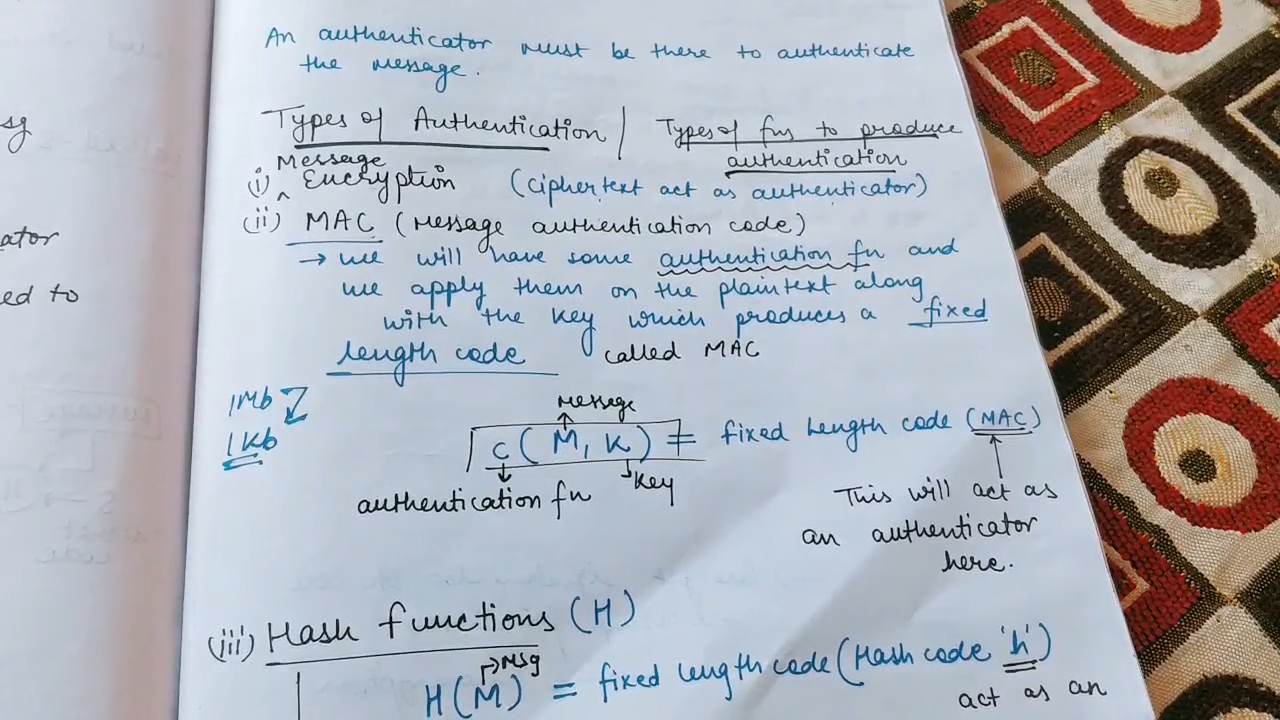 An authenticator must be there to authenticate
the message.
Types of Authentication | Types of fns to produce
authentication
Message
(i) ^ Encryption (ciphertext act as authenticator)
(ii) MAC (Message authentication code)
→ we will have some authentication fn and
we apply them on the plaintext along
with the key which produces a fixed
length code called MAC
1Mb
1Kb
message
C (M, K) = fixed length code (MAC)
authentication fn
key
This will act as
an authenticator
here.
(iii) Hash functions (H)
Msg
H(M) = fixed length code (Hash code 'h')
act as an
sg
ator
ed to